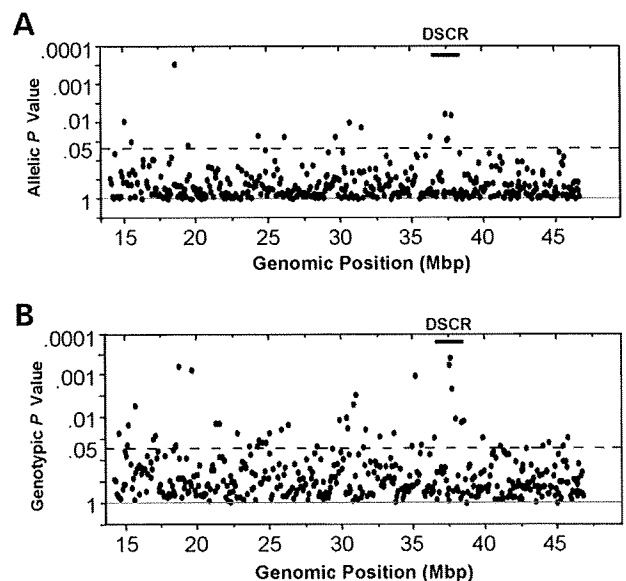 A
DSCR
.0001
.001
.01
.05
1
Allelic P Value
15 20 25 30 35 40 45
Genomic Position (Mbp)
B
DSCR
.0001
.001
.01
.05
1
Genotypic P Value
15 20 25 30 35 40 45
Genomic Position (Mbp)